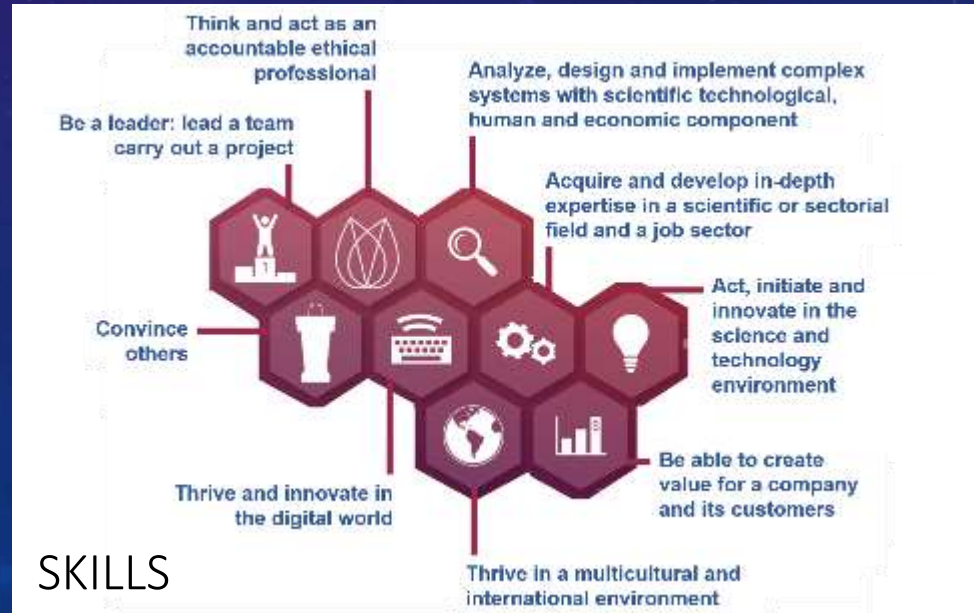 Think and act as an
accountable ethical
professional
Analyze, design and implement complex
systems with scientific technological,
human and economic component
Be a leader: lead a team
carry out a project
Acquire and develop in-depth
expertise in a scientific or sectorial
field and a job sector
Act, initiate and
innovate in the
science and
technology
environment
Convince
others
Be able to create
value for a company
and its customers
Thrive and innovate in
the digital world
Thrive in a multicultural and
international environment
SKILLS